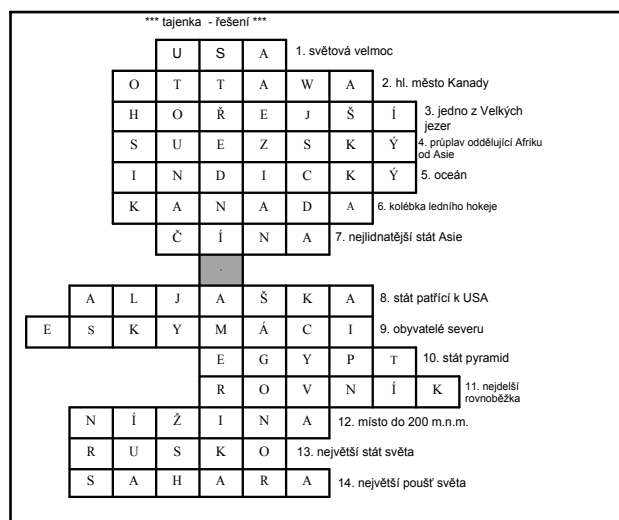 *** tajenka - řešení ***
U S A 1. světová velmoc
O T T A W A 2. hl. město Kanady
H O Ř E J Š Í 3. jedno z Velkých
jezer
S U E Z S K Ý 4. průplav oddělující Afriku
od Asie
I N D I C K Ý 5. oceán
K A N A D A 6. kolébka ledního hokeje
Č Í N A 7. nejlidnatější stát Asie
.
A L J A Š K A 8. stát patřící k USA
E S K Y M Á C I 9. obyvatelé severu
E G Y P T 10. stát pyramid
R O V N Í K 11. nejdelší
rovnoběžka
N Í Ž I N A 12. místo do 200 m.n.m.
R U S K O 13. největší stát světa
S A H A R A 14. největší poušť světa